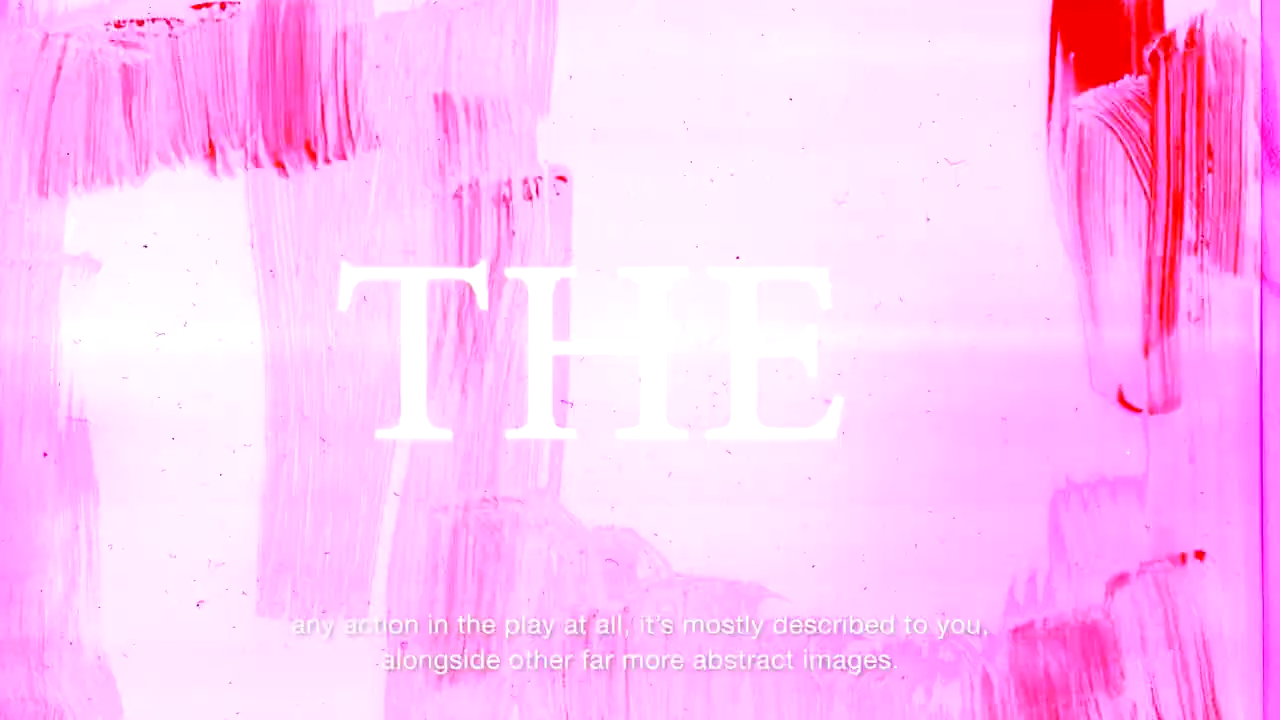 THE
any action in the play at all, it's mostly described to you,
alongside other far more abstract images.